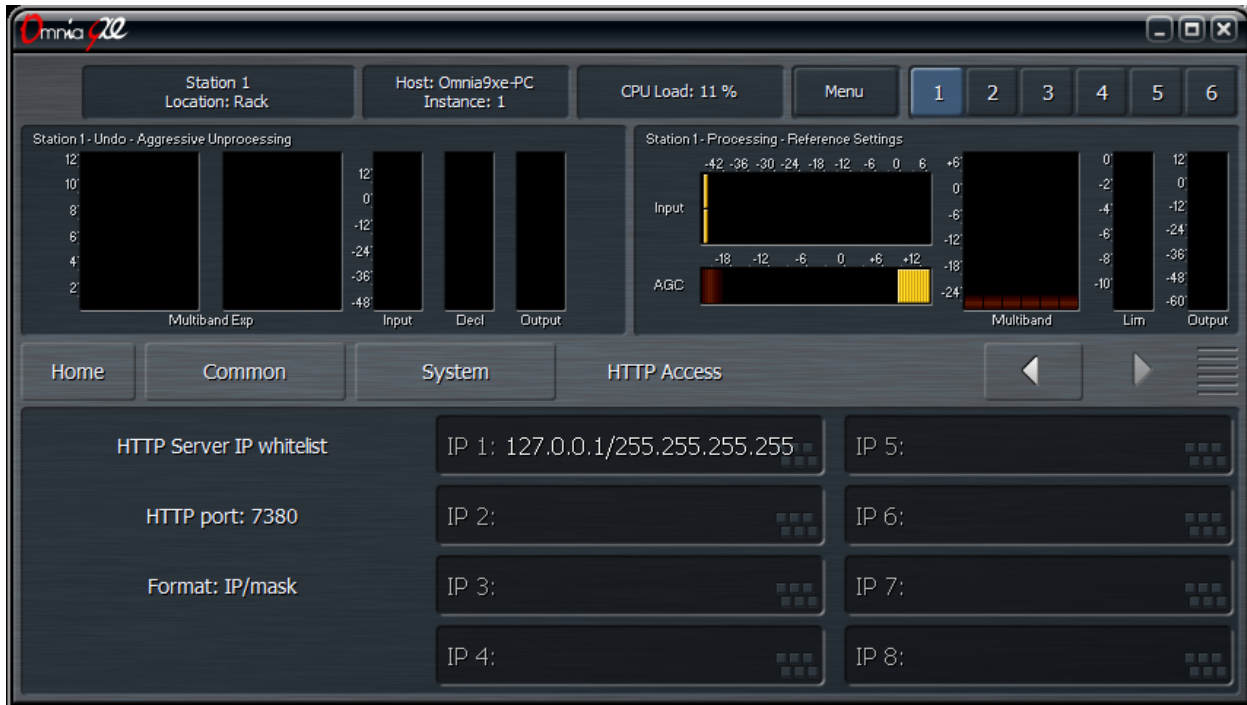 Omnia 9XE
Station 1
Location: Rack
Host: Omnia9xe-PC
Instance: 1
CPU Load: 11 %
Menu
1
2
3
4
5
6
Station 1 - Undo - Aggressive Unprocessing
12
10
8
6
4
2
Multiband Exp
12
0
-12
-24
-36
-48
Input
Decl
Output
Station 1 - Processing - Reference Settings
-42 -36 -30 -24 -18 -12 -6 0 6
Input
-18 -12 -6 0 +6 +12
AGC
+6
0
-6
-12
-18
-24
Multiband
0
-2
-4
-6
-8
-10
Lim
12
0
-12
-24
-36
-48
-60
Output
Home
Common
System
HTTP Access
HTTP Server IP whitelist
HTTP port: 7380
Format: IP/mask
IP 1: 127.0.0.1/255.255.255.255
IP 2:
IP 3:
IP 4:
IP 5:
IP 6:
IP 7:
IP 8: